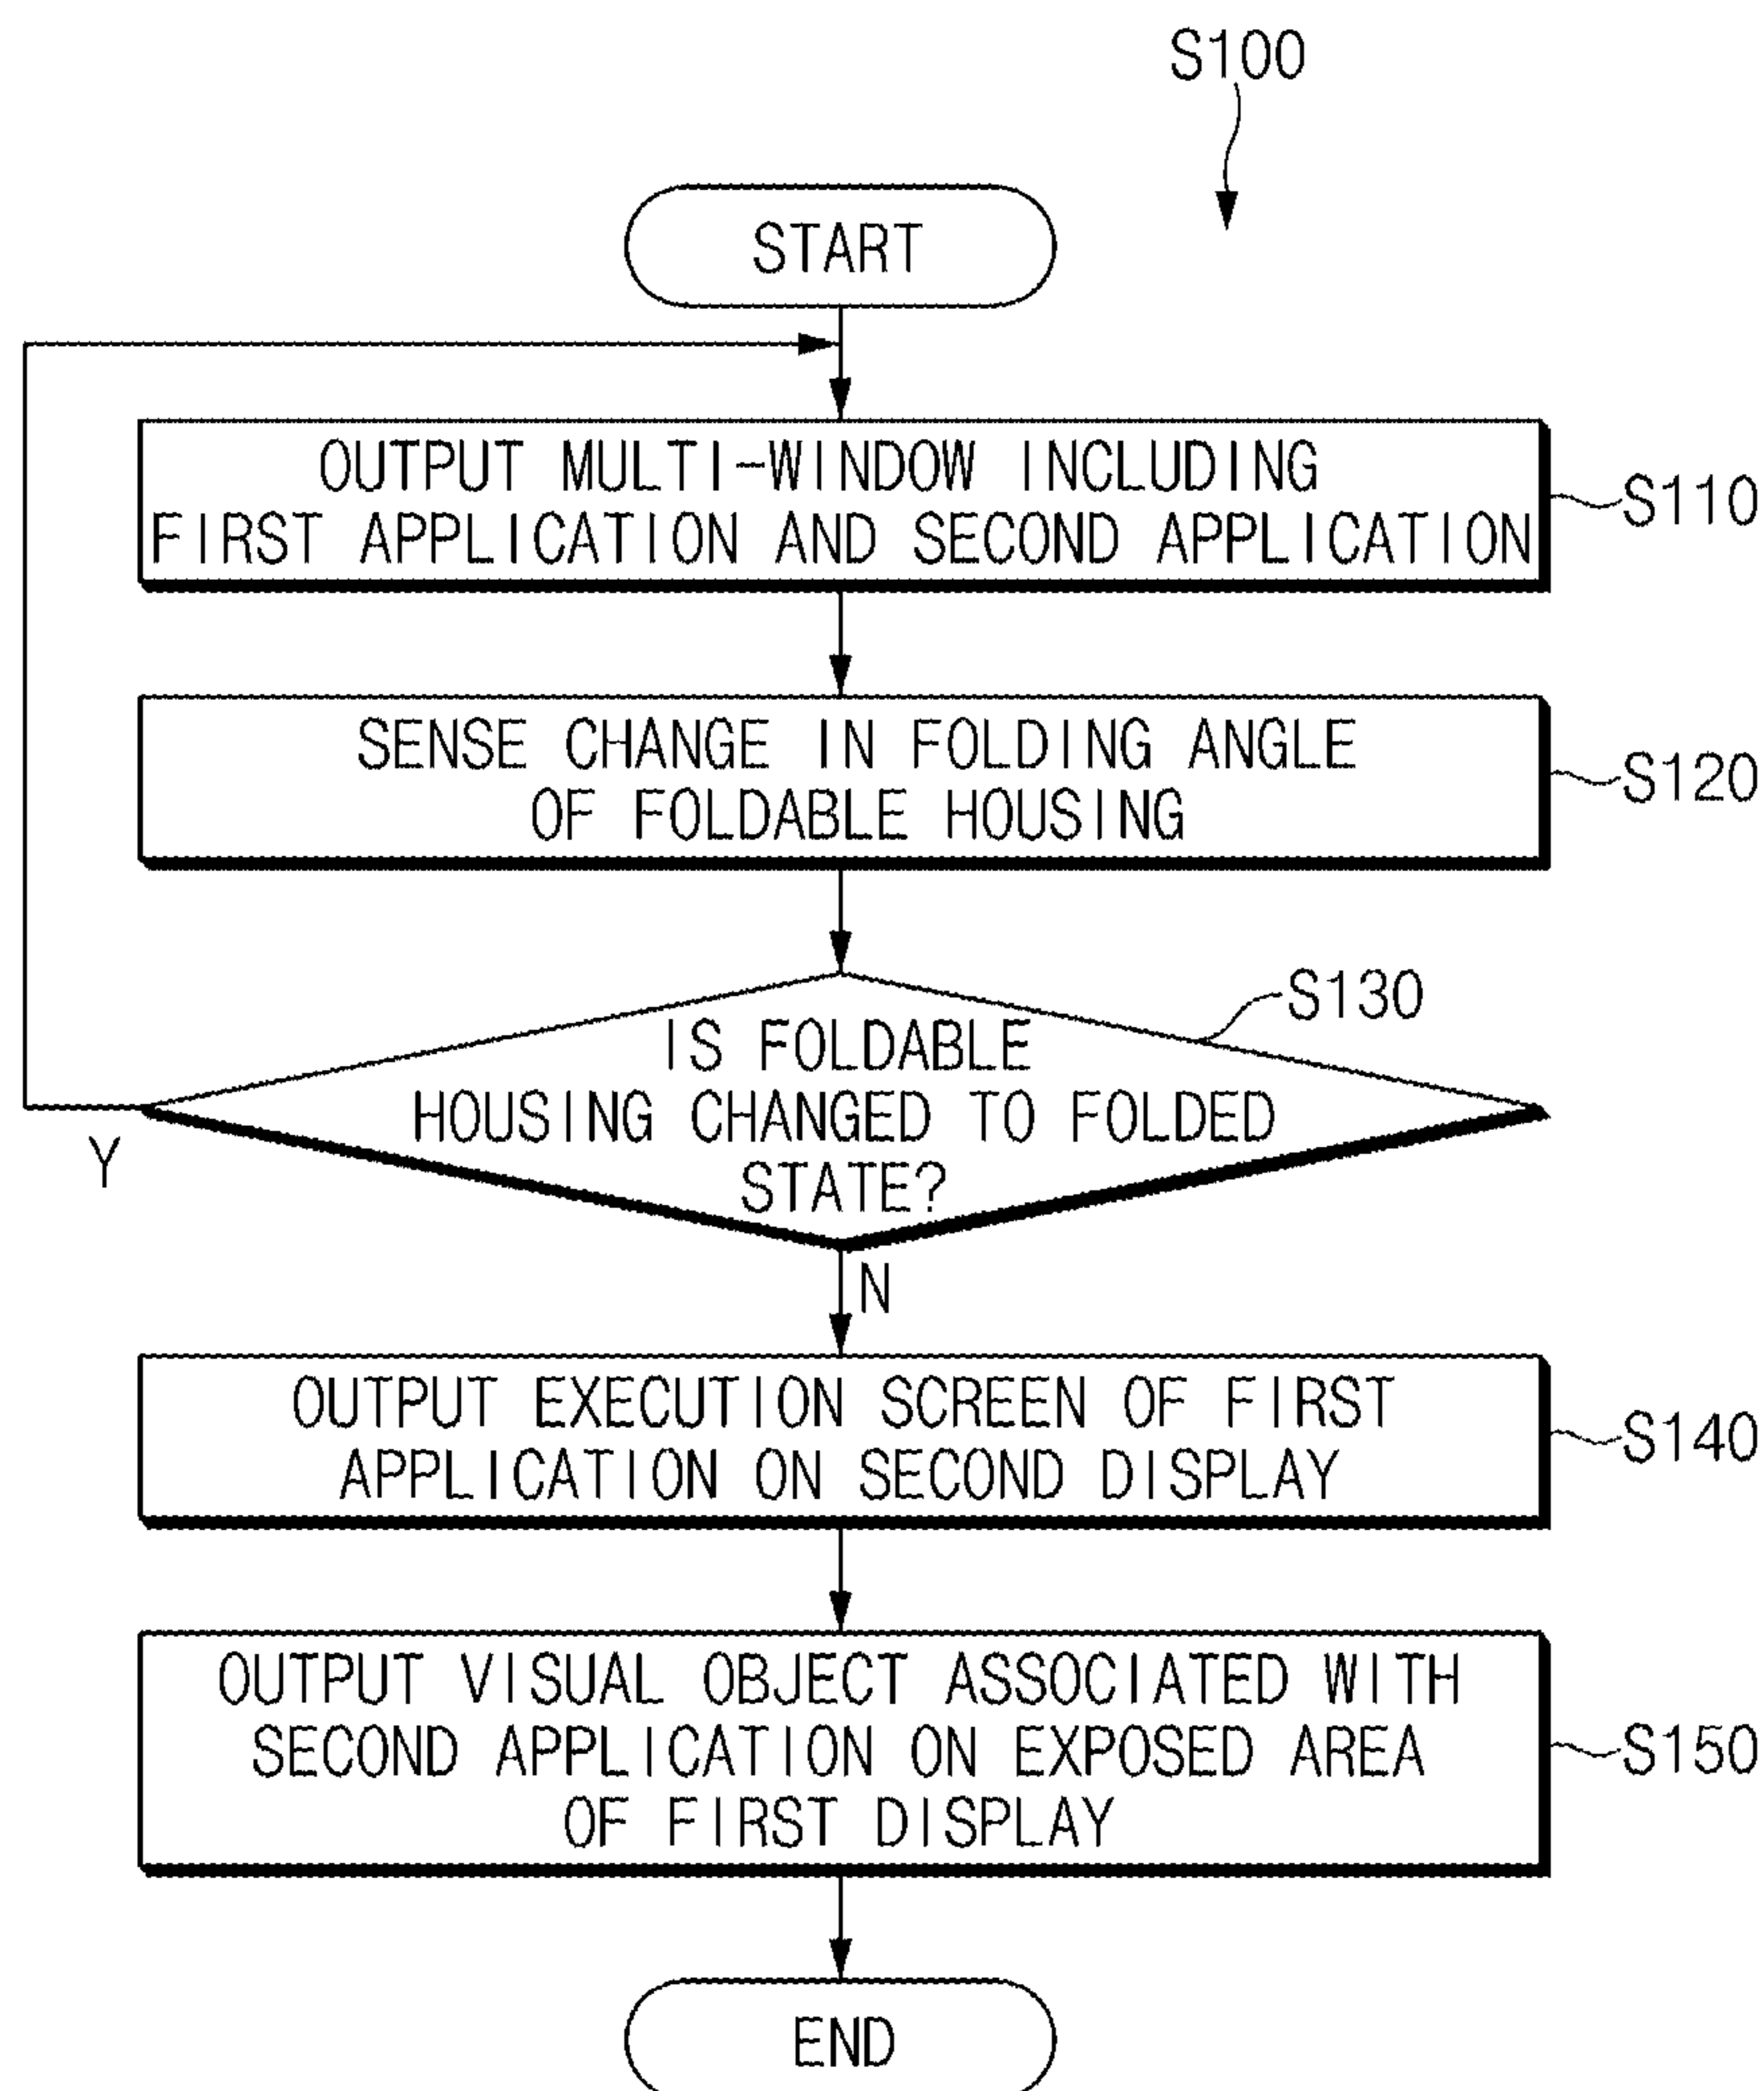 S100
START
OUTPUT MULTI-WINDOW INCLUDING
FIRST APPLICATION AND SECOND APPLICATION
S110
SENSE CHANGE IN FOLDING ANGLE
OF FOLDABLE HOUSING
S120
S130
IS FOLDABLE
HOUSING CHANGED TO FOLDED
STATE?
Y
N
OUTPUT EXECUTION SCREEN OF FIRST
APPLICATION ON SECOND DISPLAY
S140
OUTPUT VISUAL OBJECT ASSOCIATED WITH
SECOND APPLICATION ON EXPOSED AREA
OF FIRST DISPLAY
S150
END